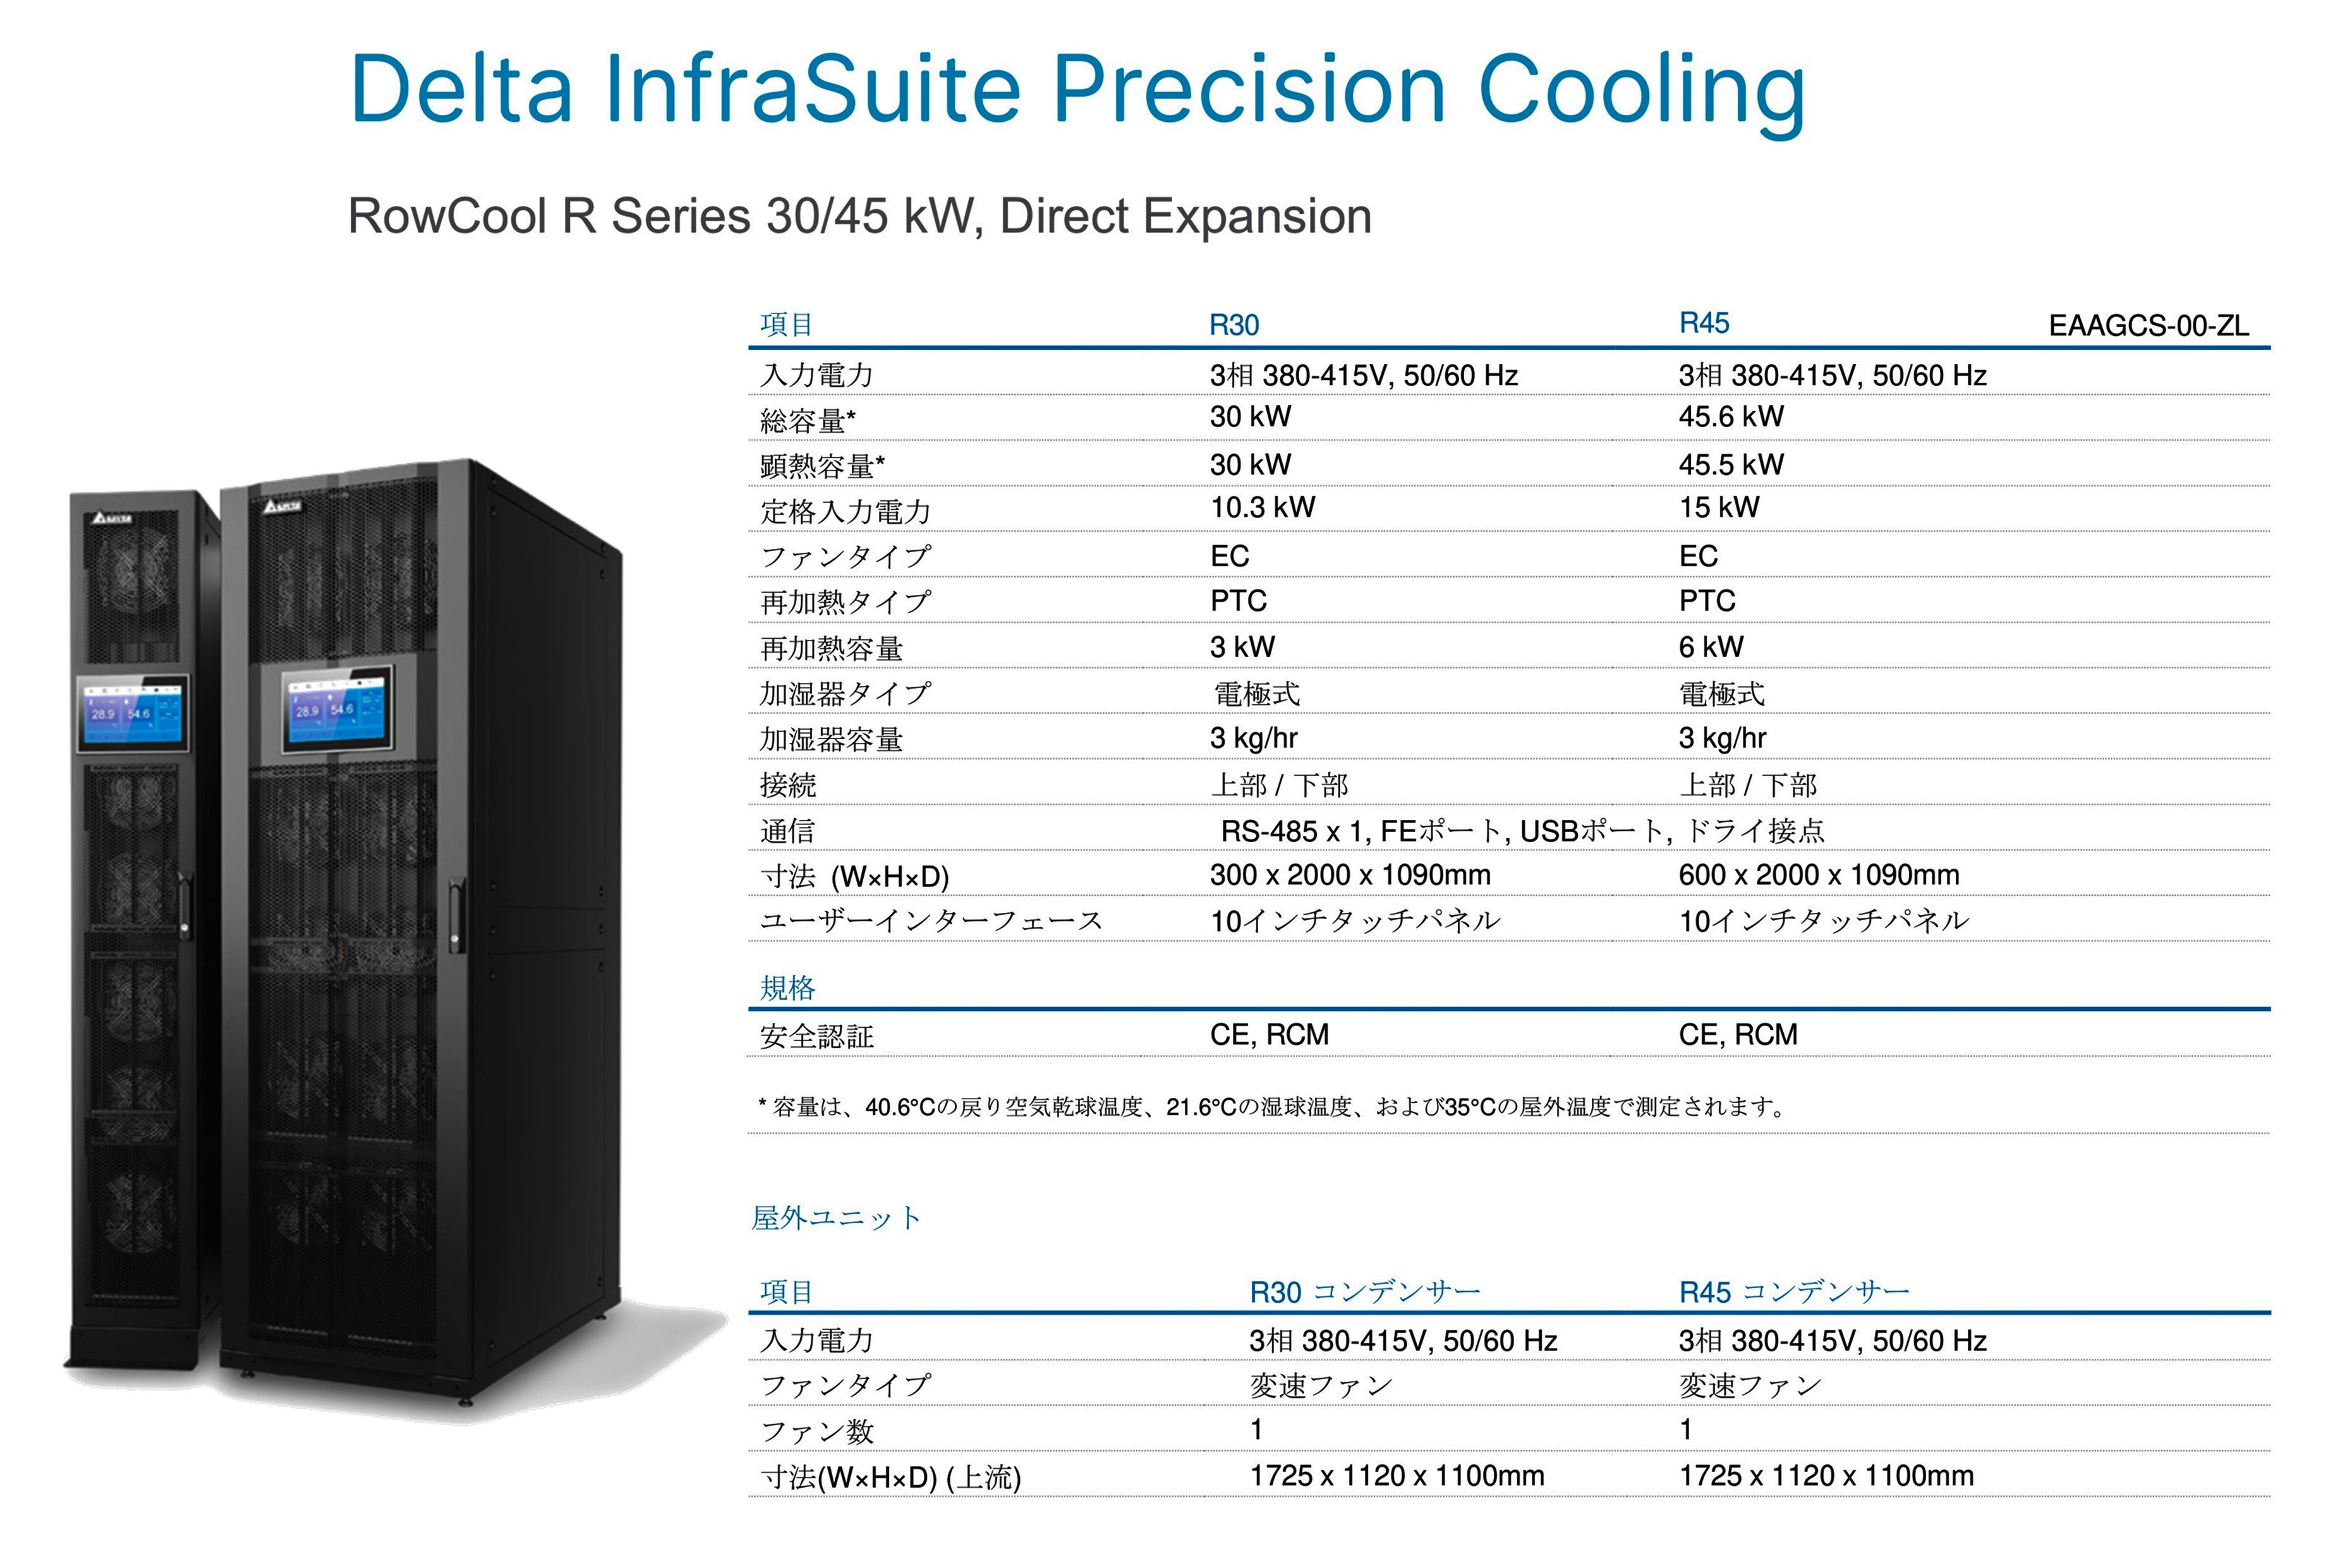 Delta InfraSuite Precision Cooling
RowCool R Series 30/45 kW, Direct Expansion
項目 R30 R45 EAAGCS-00-ZL
入力電力 3相 380-415V, 50/60 Hz 3相 380-415V, 50/60 Hz
総容量* 30 kW 45.6 kW
顕熱容量* 30 kW 45.5 kW
定格入力電力 10.3 kW 15 kW
ファンタイプ EC EC
再加熱タイプ PTC PTC
再加熱容量 3 kW 6 kW
加湿器タイプ 電極式 電極式
加湿器容量 3 kg/hr 3 kg/hr
接続 上部 / 下部 上部 / 下部
通信 RS-485 x 1, FEポート, USBポート, ドライ接点
寸法 (W×H×D) 300 x 2000 x 1090mm 600 x 2000 x 1090mm
ユーザーインターフェース 10インチタッチパネル 10インチタッチパネル
規格
安全認証 CE, RCM CE, RCM
* 容量は、40.6°Cの戻り空気乾球温度、21.6°Cの湿球温度、および35°Cの屋外温度で測定されます。
屋外ユニット
項目 R30 コンデンサー R45 コンデンサー
入力電力 3相 380-415V, 50/60 Hz 3相 380-415V, 50/60 Hz
ファンタイプ 変速ファン 変速ファン
ファン数 1 1
寸法(W×H×D) (上流) 1725 x 1120 x 1100mm 1725 x 1120 x 1100mm
DELTA
DELTA
28.9 54.6
28.9 54.6